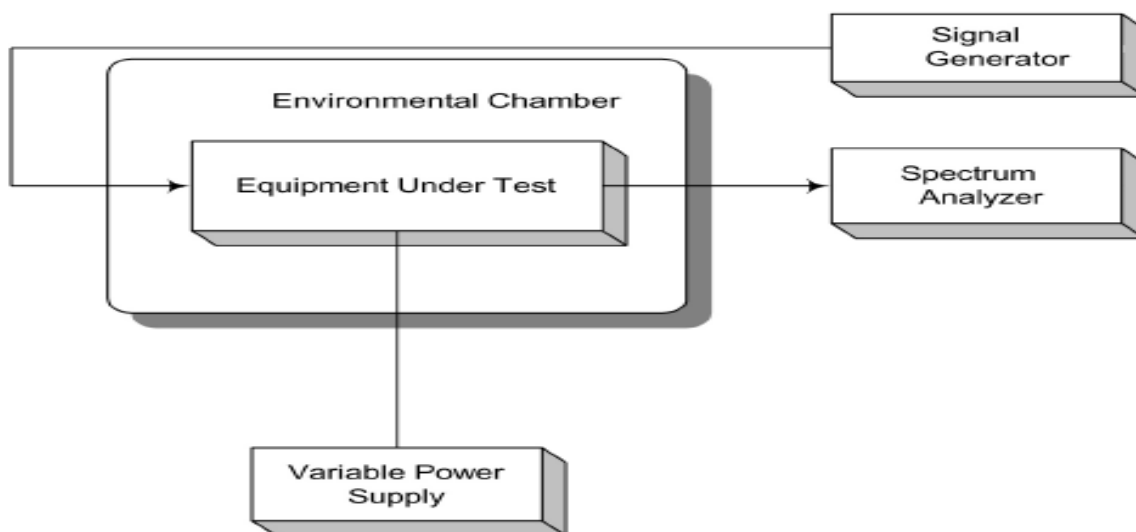 Signal
Generator
Environmental Chamber
Equipment Under Test
Spectrum
Analyzer
Variable Power
Supply